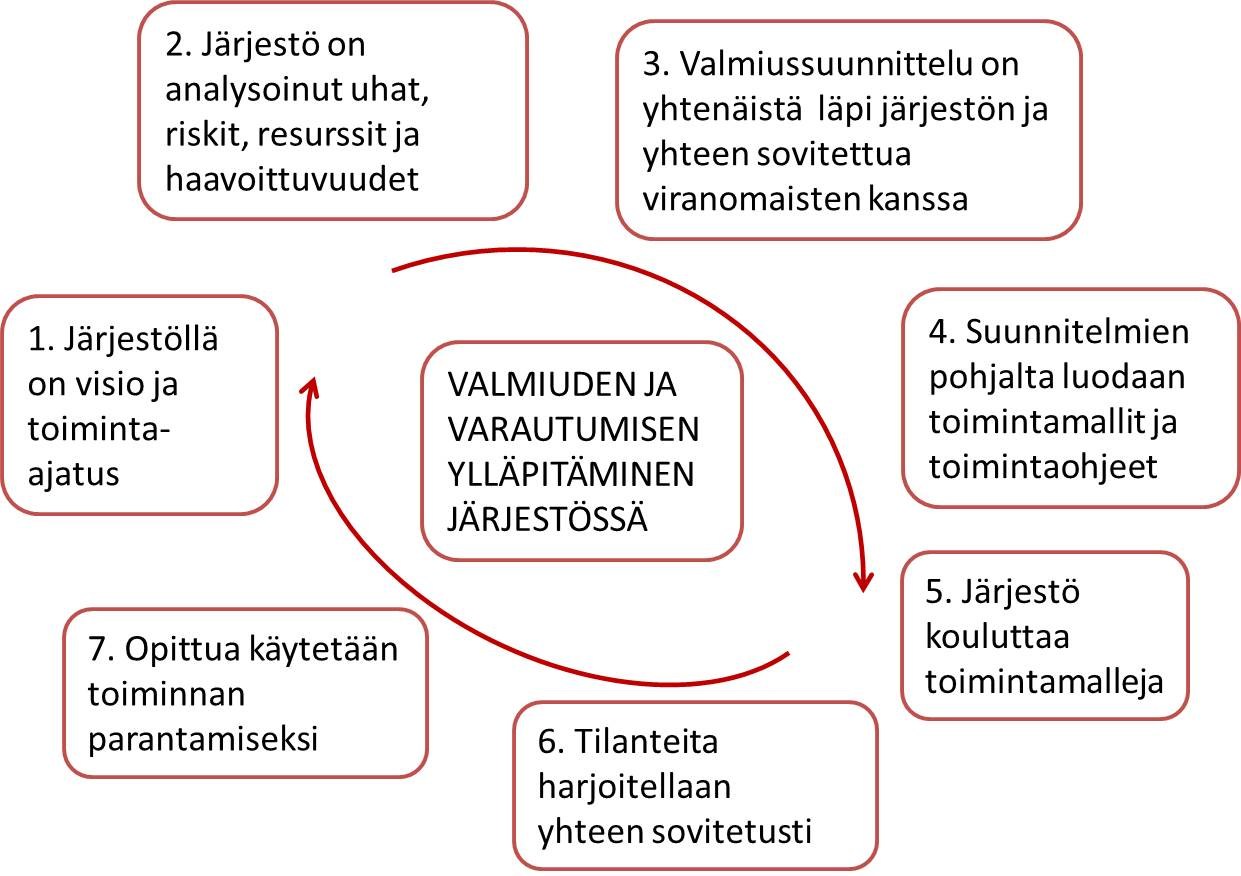 2. Järjestö on
analysoinut uhat,
riskit, resurssit ja
haavoittuvuudet
3. Valmiussuunnittelu on
yhtenäistä läpi järjestön ja
yhteen sovitettua
viranomaisten kanssa
1. Järjestöllä
on visio ja
toiminta-
ajatus
VALMIUDEN JA
VARAUTUMISEN
YLLÄPITÄMINEN
JÄRJESTÖSSÄ
4. Suunnitelmien
pohjalta luodaan
toimintamallit ja
toimintaohjeet
5. Järjestö
kouluttaa
toimintamalleja
7. Opittua käytetään
toiminnan
parantamiseksi
6. Tilanteita
harjoitellaan
yhteen sovitetusti